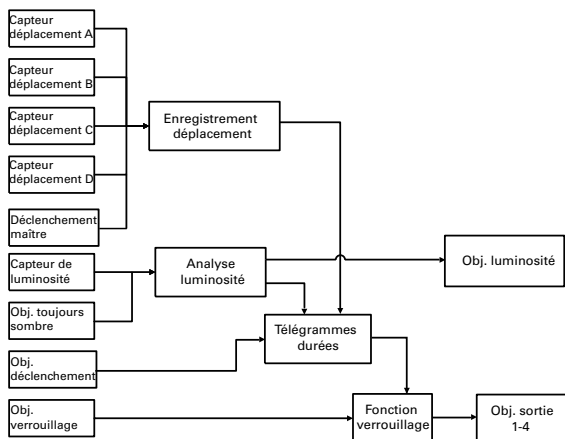 Capteur
déplacement A
Capteur
déplacement B
Capteur
déplacement C
Capteur
déplacement D
Déclenchement
maître
Enregistrement
déplacement
Capteur de
luminosité
Obj. toujours
sombre
Analyse
luminosité
Obj. luminosité
Télégrammes
durées
Obj.
déclenchement
Obj.
verrouillage
Fonction
verrouillage
Obj. sortie
1-4